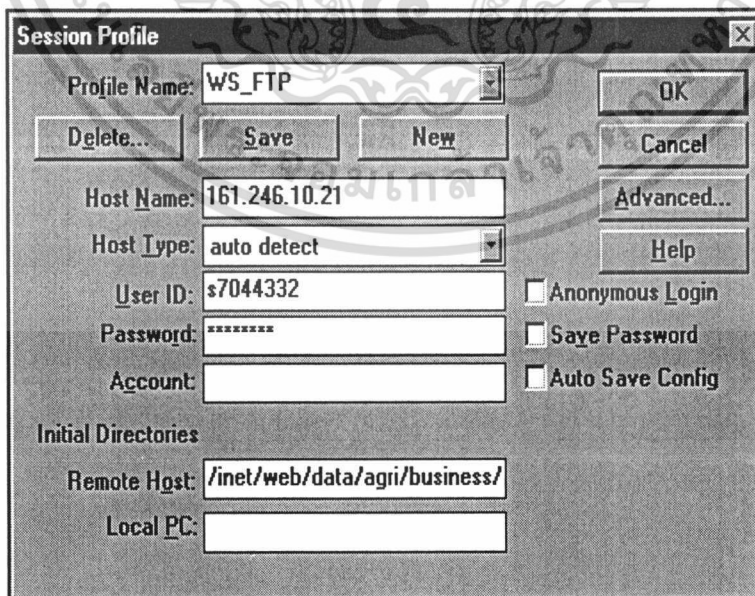 Session Profile
Profile Name: WS_FTP
OK
Delete... Save New
Cancel
Host Name: 161.246.10.21
Advanced...
Host Type: auto detect
Help
User ID: s7044332
Anonymous Login
Password: ********
Save Password
Account:
Auto Save Config
Initial Directories
Remote Host: /inet/web/data/agri/business/
Local PC: